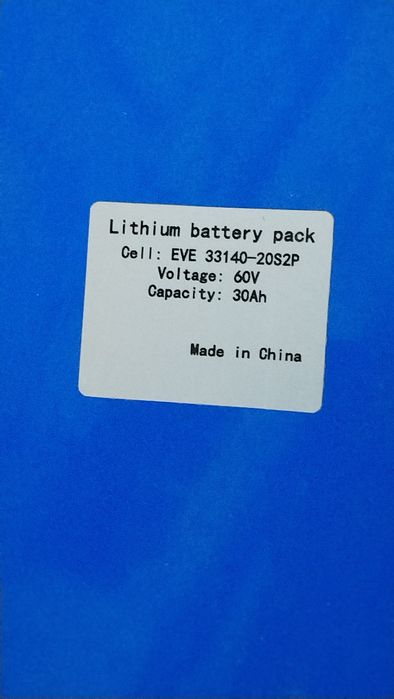 Lithium battery pack
Cell: EVE 33140-20S2P
Voltage: 60V
Capacity: 30Ah
Made in China